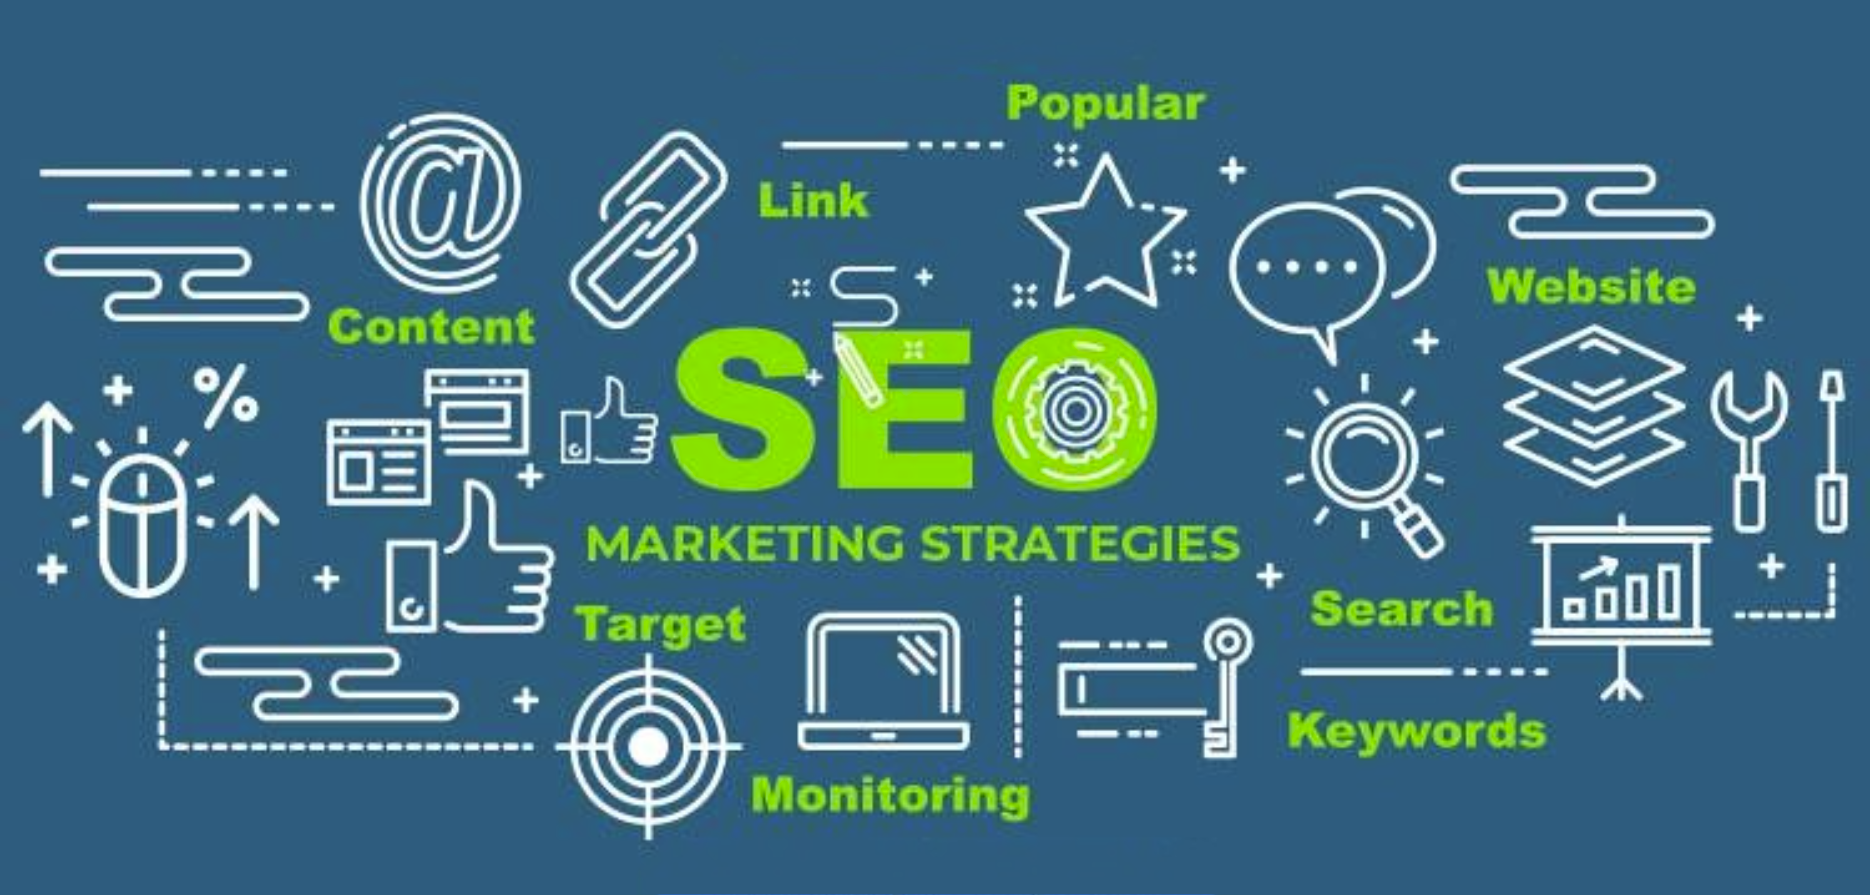 Popular
Link
Website
Content
SEO
MARKETING STRATEGIES
Target
Search
Keywords
Monitoring